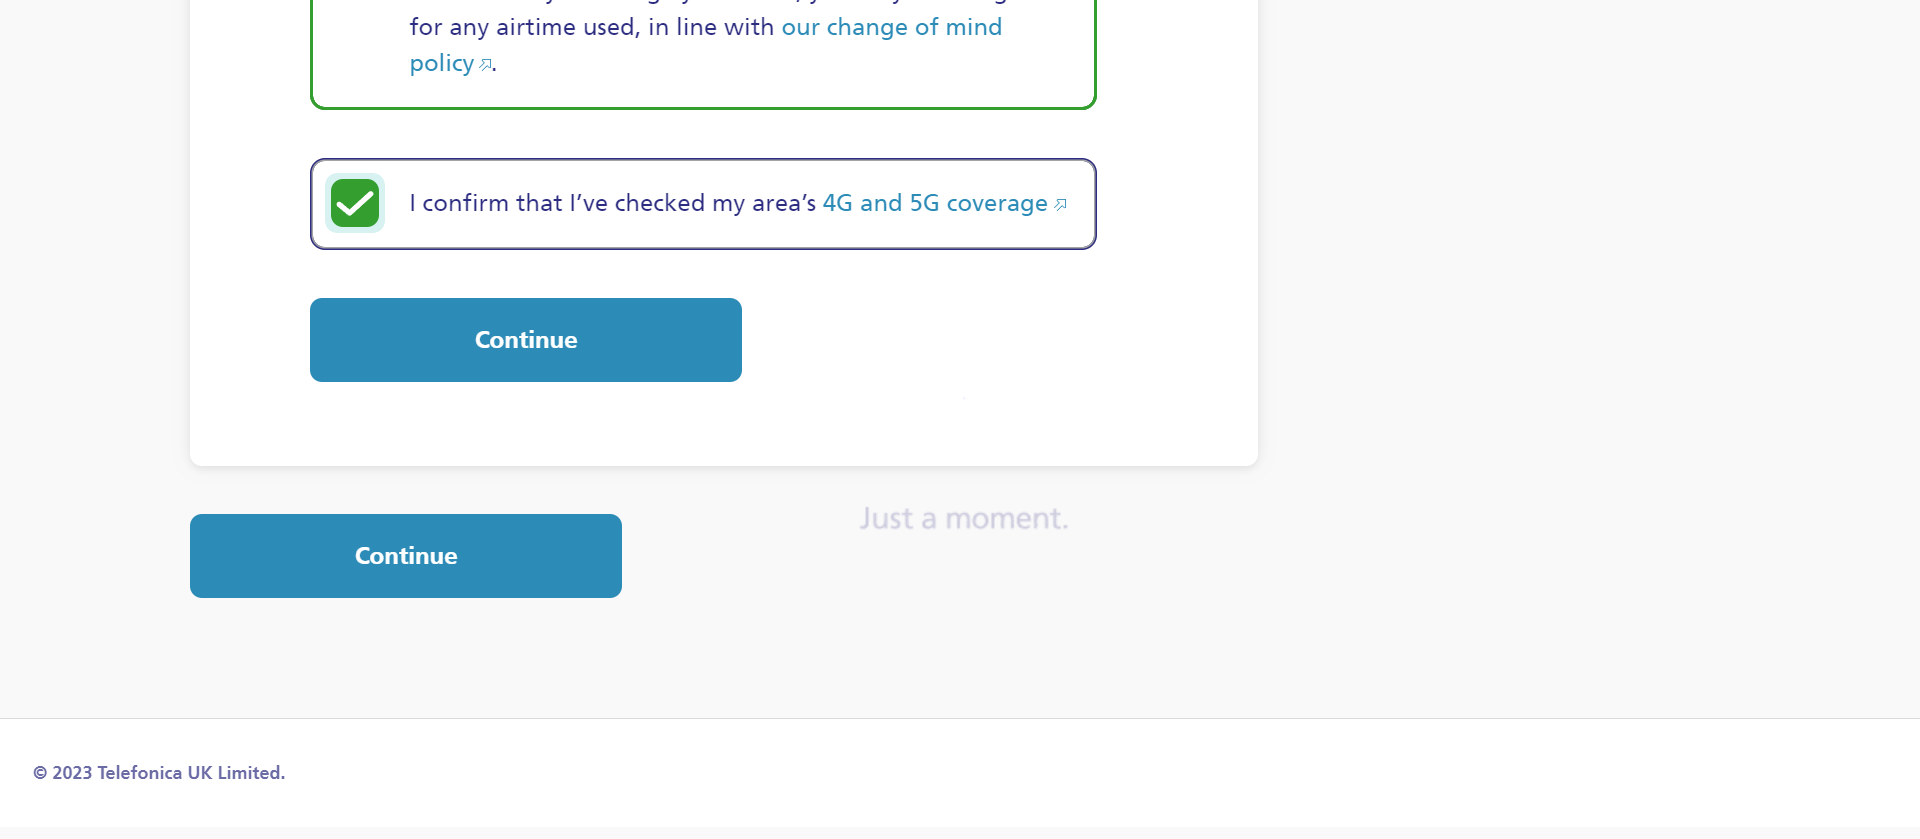 for any airtime used, in line with our change of mind
policy.
I confirm that I’ve checked my area’s 4G and 5G coverage
Continue
Just a moment.
Continue
© 2023 Telefonica UK Limited.